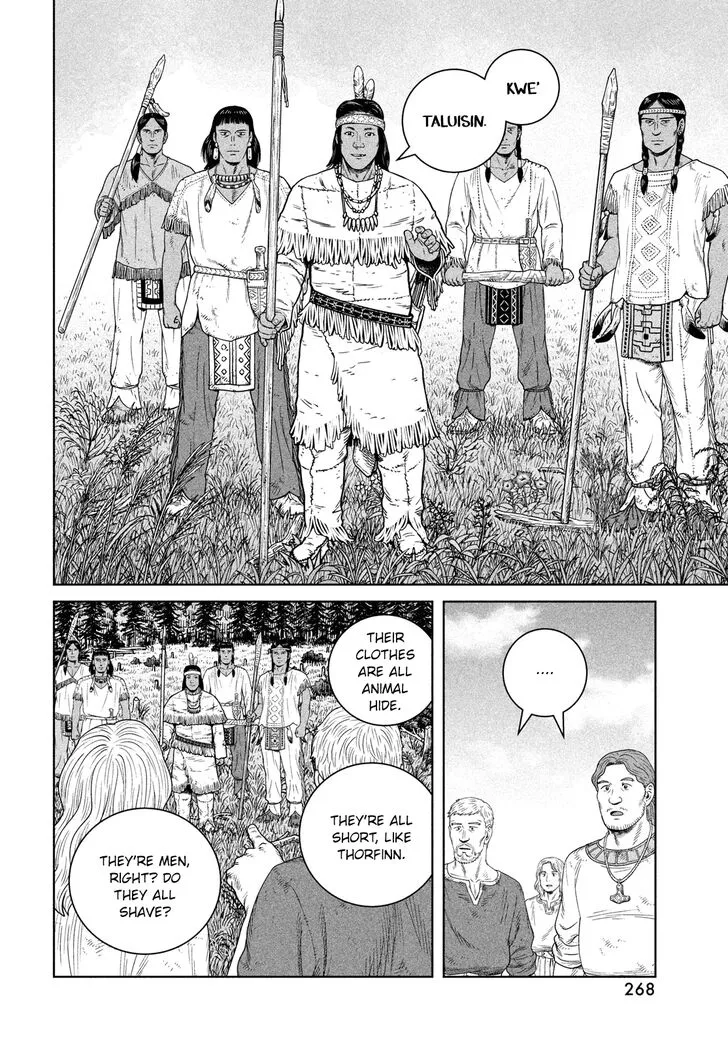 KWE'
TALUISIN.
....
THEIR
CLOTHES
ARE ALL
ANIMAL
HIDE.
THEY'RE ALL
SHORT, LIKE
THORFINN.
THEY'RE MEN,
RIGHT? DO
THEY ALL
SHAVE?
268